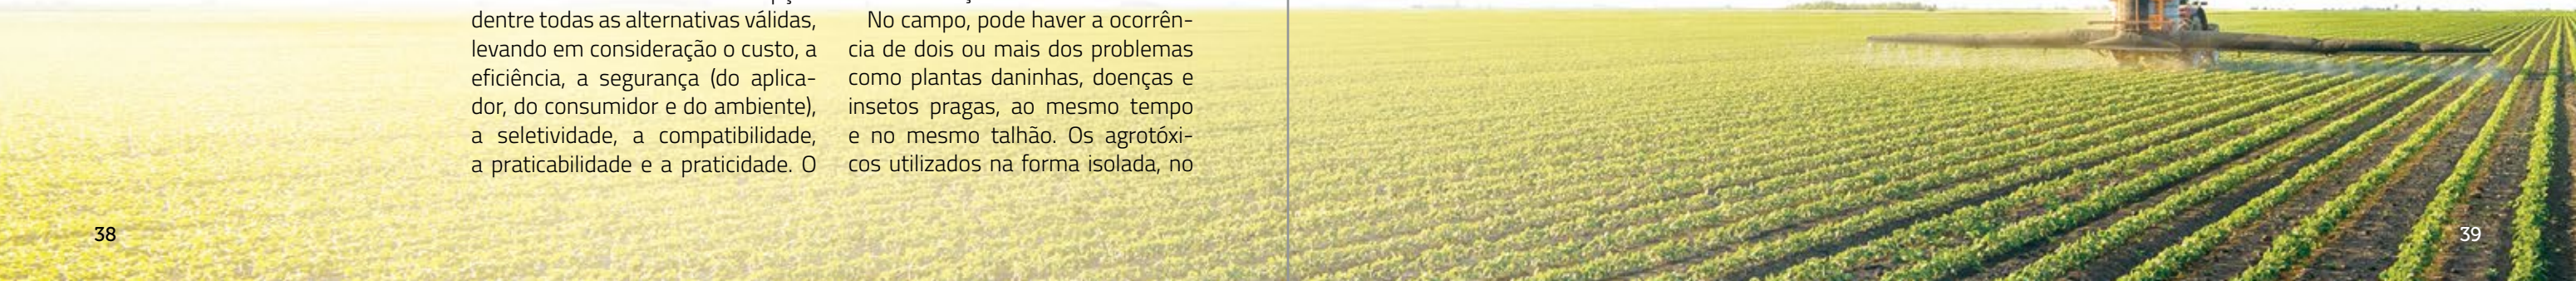 dentre todas as alternativas válidas,
levando em consideração o custo, a
eficiência, a segurança (do aplica-
dor, do consumidor e do ambiente),
a seletividade, a compatibilidade,
a praticabilidade e a praticidade. O
No campo, pode haver a ocorrên-
cia de dois ou mais dos problemas
como plantas daninhas, doenças e
insetos pragas, ao mesmo tempo
e no mesmo talhão. Os agrotóxi-
cos utilizados na forma isolada, no
38
39